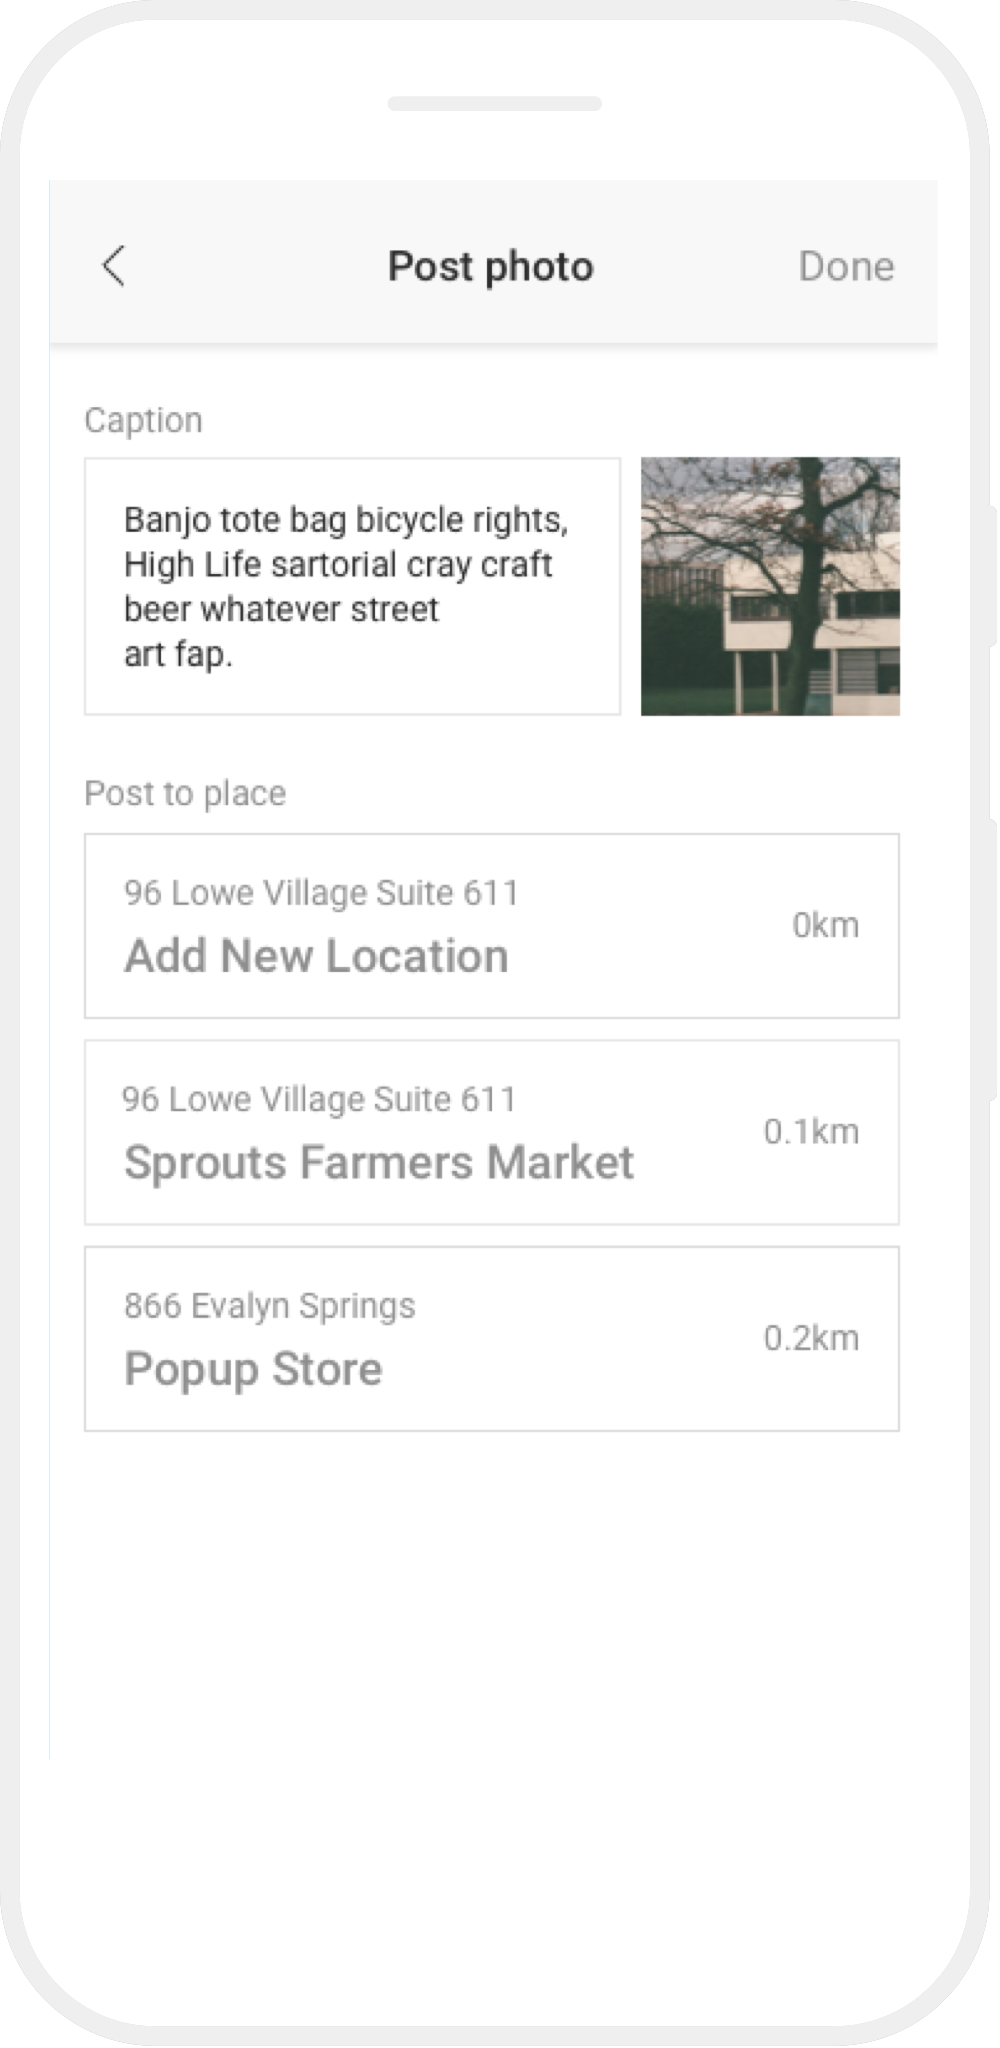 Post photo
Done
Caption
Banjo tote bag bicycle rights,
High Life sartorial cray craft
beer whatever street
art fap.
Post to place
96 Lowe Village Suite 611
Add New Location
0km
96 Lowe Village Suite 611
Sprouts Farmers Market
0.1km
866 Evalyn Springs
Popup Store
0.2km